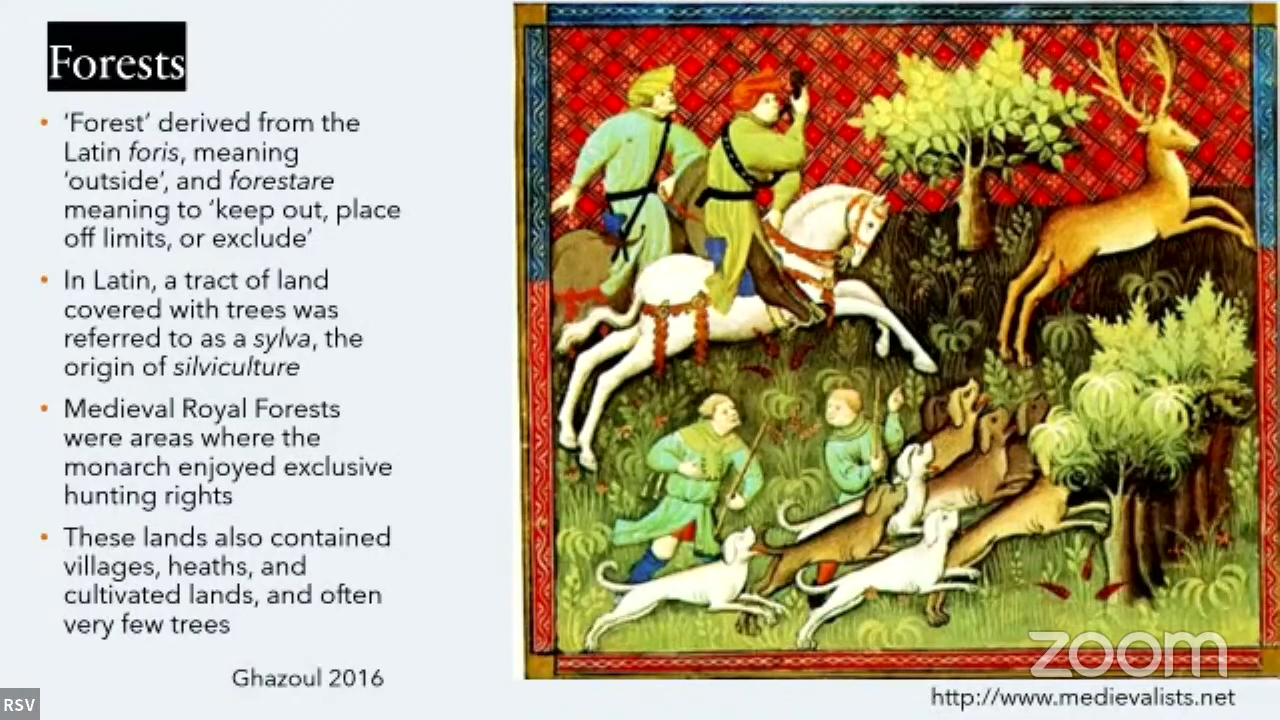 Forests
• ‘Forest’ derived from the
Latin foris, meaning
‘outside’, and forestare
meaning to ‘keep out, place
off limits, or exclude’
• In Latin, a tract of land
covered with trees was
referred to as a sylva, the
origin of silviculture
• Medieval Royal Forests
were areas where the
monarch enjoyed exclusive
hunting rights
• These lands also contained
villages, heaths, and
cultivated lands, and often
very few trees
Ghazoul 2016
zoom
http://www.medievalists.net
RSV